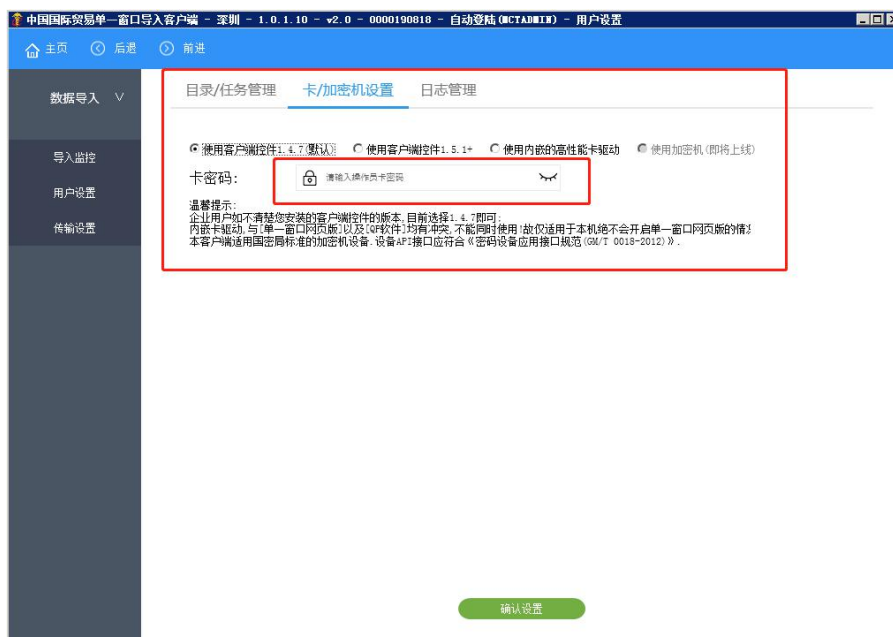 中国国际贸易单一窗口导入客户端 - 深圳 - 1.0.1.10 - v2.0 - 0000190818 - 自动登陆(MCTADMIN) - 用户设置
主页 后退 前进
数据导入
目录/任务管理 卡/加密机设置 日志管理
导入监控
用户设置
传输设置
使用客户端控件1.4.7(默认) 使用客户端控件1.5.1+ 使用内嵌的高性能卡驱动 使用加密机(即将上线)
卡密码: 请输入操作员卡密码
温馨提示:
企业用户如不清楚您安装的客户端控件的版本,目前选择1.4.7即可;
内嵌卡驱动,与[单一窗口网页版]以及[QP软件]均有冲突,不能同时使用!故仅适用于本机绝不会开启单一窗口网页版的情
本客户端适用国密局标准的加密机设备.设备API接口应符合《密码设备应用接口规范(GM/T 0018-2012)》.
确认设置